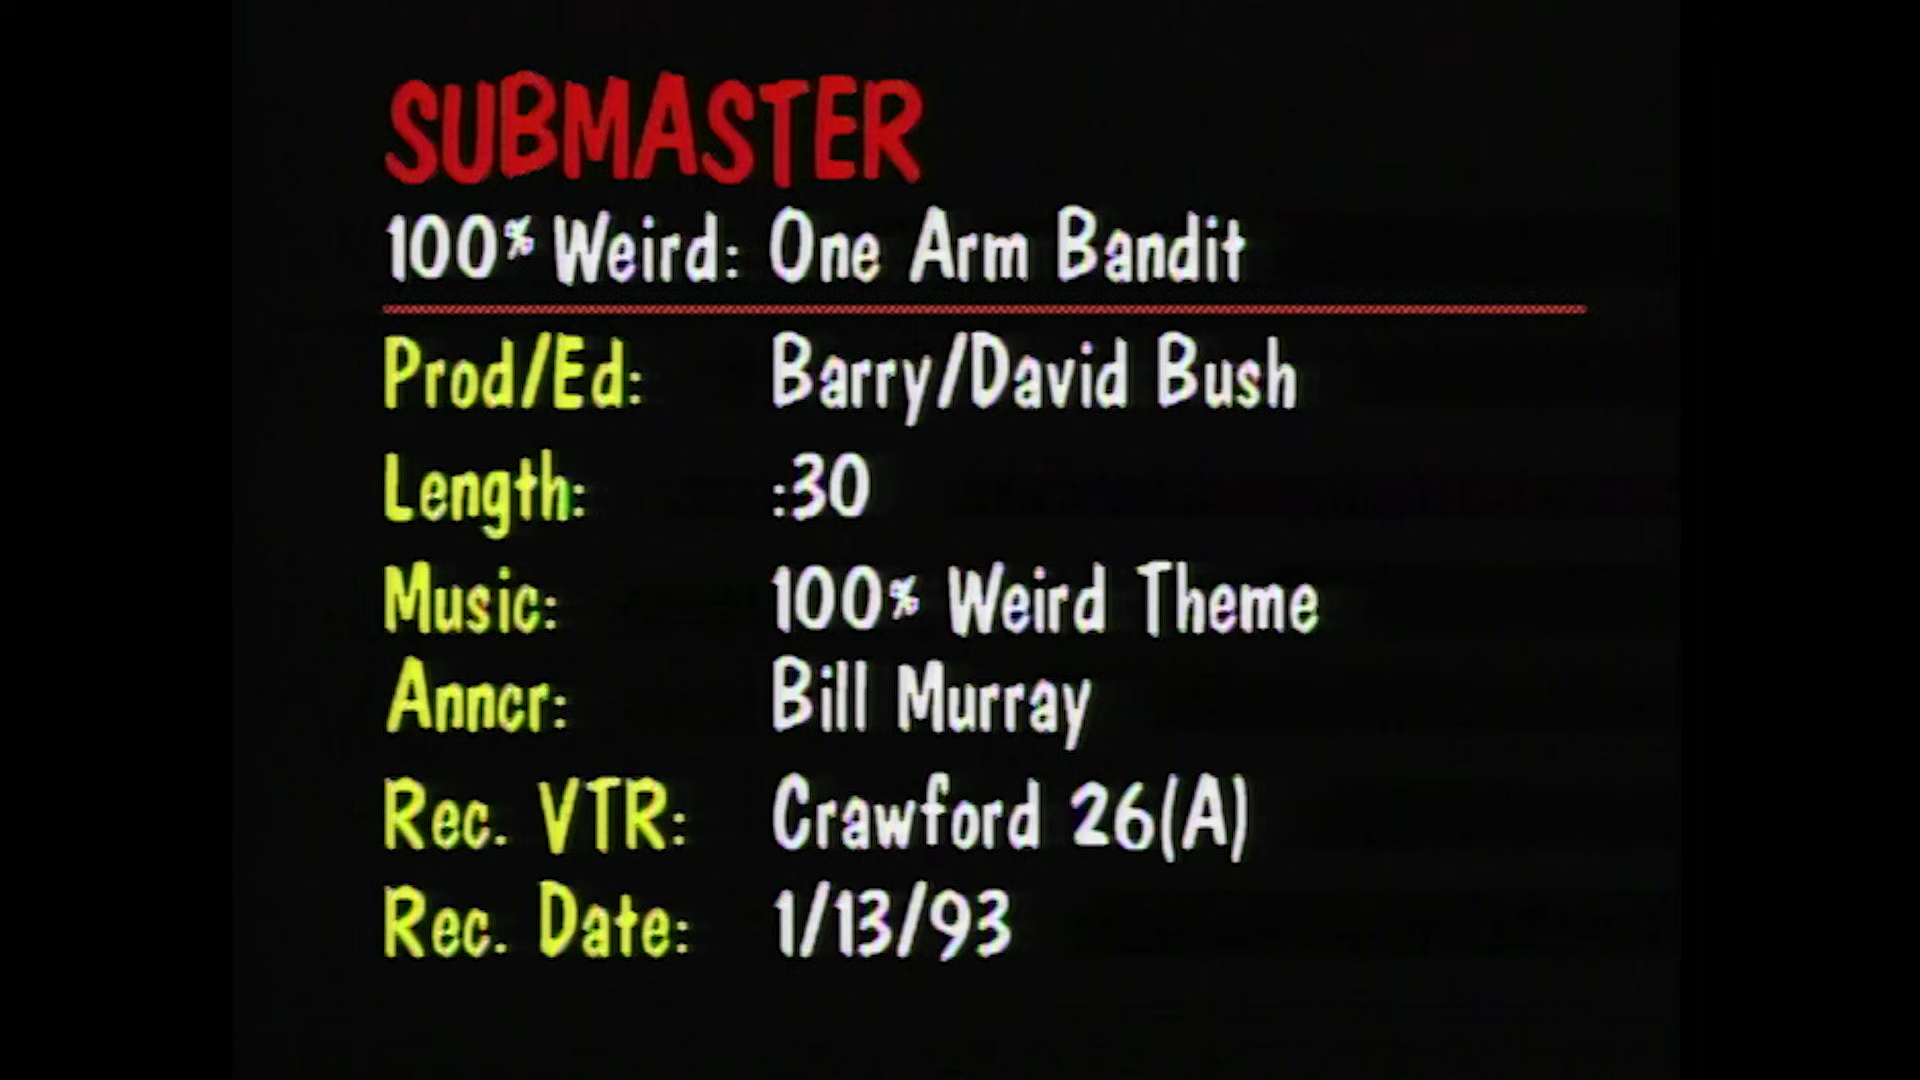 SUBMASTER
100% Weird: One Arm Bandit
Prod/Ed: Barry/David Bush
Length: :30
Music: 100% Weird Theme
Anncr: Bill Murray
Rec. VTR: Crawford 26(A)
Rec. Date: 1/13/93